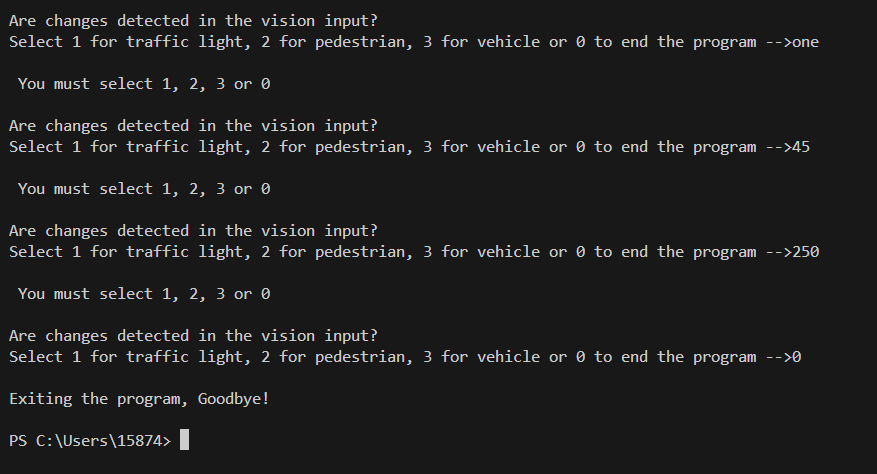 Are changes detected in the vision input?
Select 1 for traffic light, 2 for pedestrian, 3 for vehicle or 0 to end the program -->one
You must select 1, 2, 3 or 0
Are changes detected in the vision input?
Select 1 for traffic light, 2 for pedestrian, 3 for vehicle or 0 to end the program -->45
You must select 1, 2, 3 or 0
Are changes detected in the vision input?
Select 1 for traffic light, 2 for pedestrian, 3 for vehicle or 0 to end the program -->250
You must select 1, 2, 3 or 0
Are changes detected in the vision input?
Select 1 for traffic light, 2 for pedestrian, 3 for vehicle or 0 to end the program -->0
Exiting the program, Goodbye!
PS C:\Users\15874>